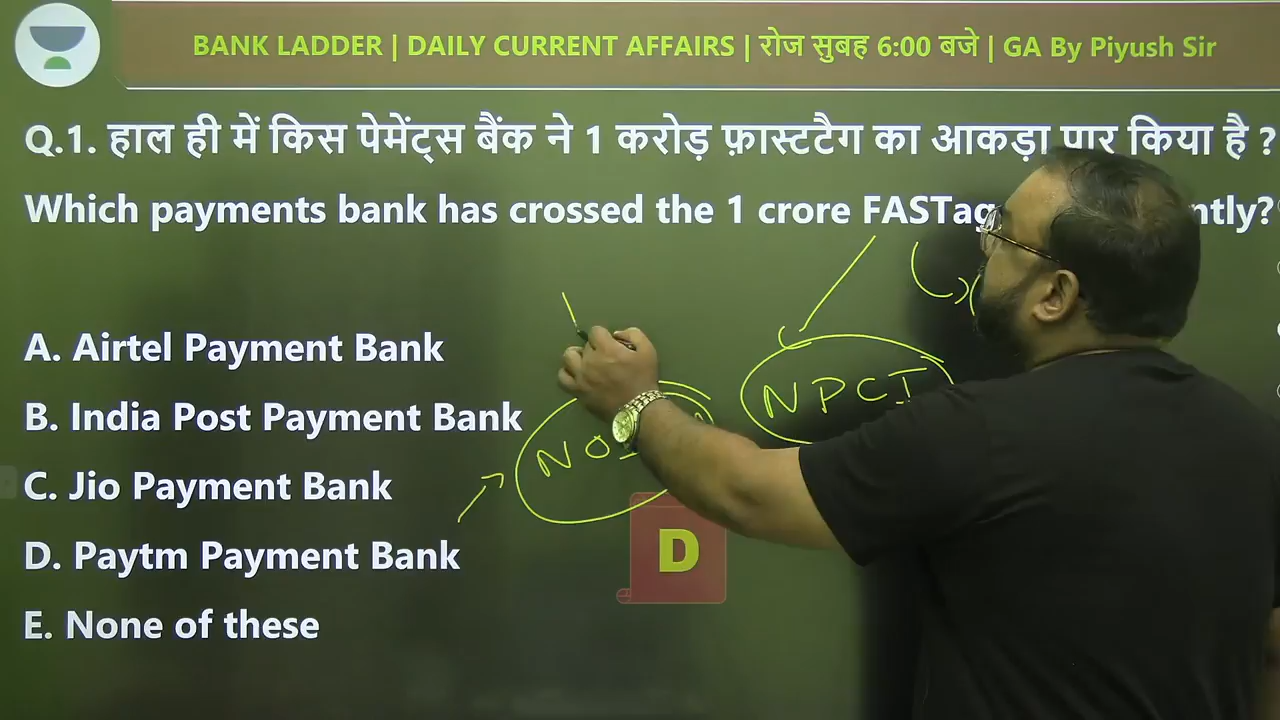 BANK LADDER | DAILY CURRENT AFFAIRS | रोज सुबह 6:00 बजे | GA By Piyush Sir
Q.1. हाल ही में किस पेमेंट्स बैंक ने 1 करोड़ फ़ास्टटैग का आकड़ा पार किया है ?
Which payments bank has crossed the 1 crore FASTag
A. Airtel Payment Bank
B. India Post Payment Bank
C. Jio Payment Bank
D. Paytm Payment Bank
E. None of these
NPCI
D